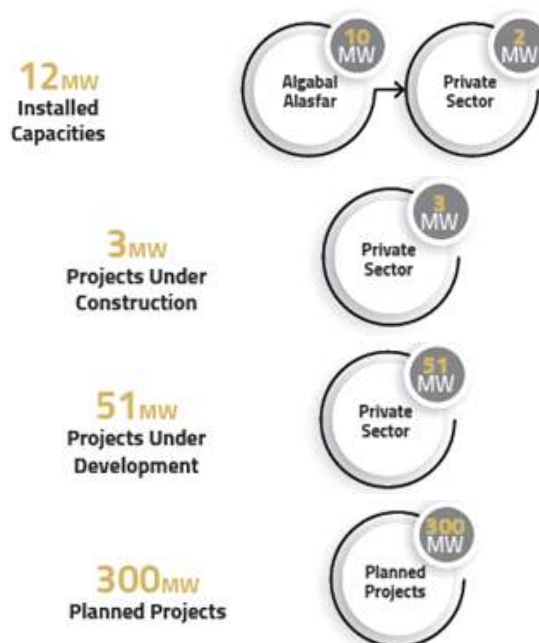 12MW
Installed
Capacities
10
MW
Algabal
Alasfar
2
MW
Private
Sector
3MW
Projects Under
Construction
3
MW
Private
Sector
51MW
Projects Under
Development
51
MW
Private
Sector
300MW
Planned Projects
300
MW
Planned
Projects